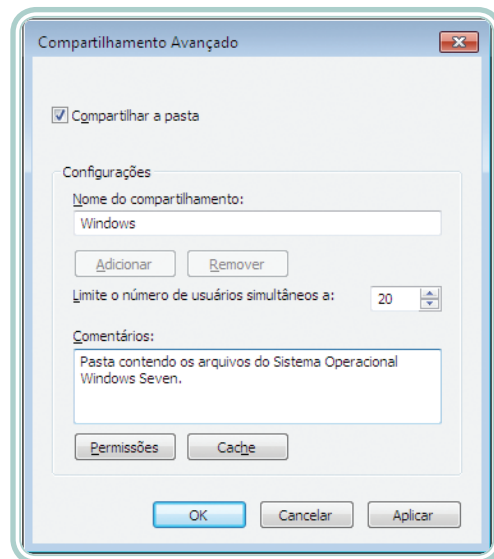 Compartilhamento Avançado
Compartilhar a pasta
Configurações
Nome do compartilhamento:
Windows
Adicionar Remover
Limite o número de usuários simultâneos a: 20
Comentários:
Pasta contendo os arquivos do Sistema Operacional
Windows Seven.
Permissões Cache
OK Cancelar Aplicar